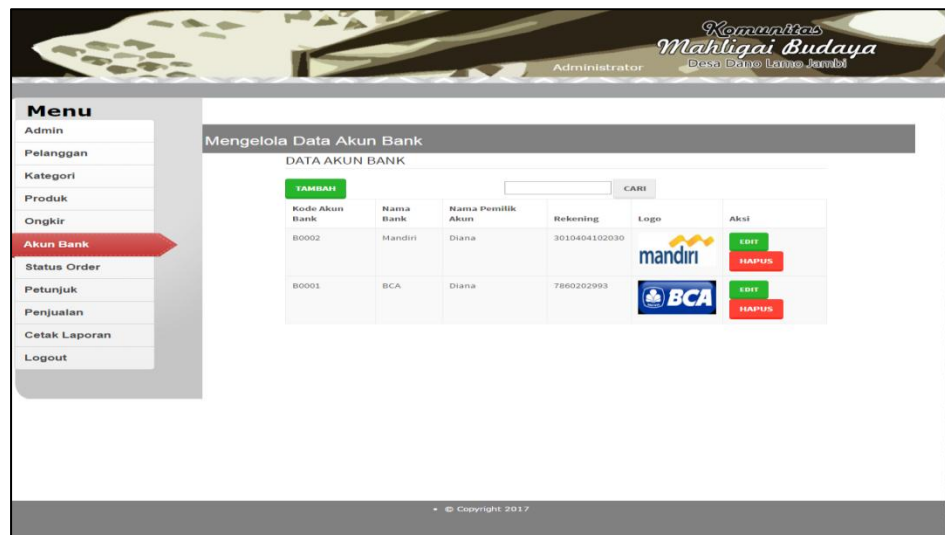 Komunitas
Mahligai Budaya
Administrator
Desa Dano Lamo Jambi
Menu
Admin
Pelanggan
Kategori
Produk
Ongkir
Akun Bank
Status Order
Petunjuk
Penjualan
Cetak Laporan
Logout
Mengelola Data Akun Bank
DATA AKUN BANK
TAMBAH CARI
Kode Akun Bank Nama Bank Nama Pemilik Akun Rekening Logo Aksi
B0002 Mandiri Diana 3010404102030 mandırı EDIT
HAPUS
B0001 BCA Diana 7860202993 BCA EDIT
HAPUS
• © Copyright 2017